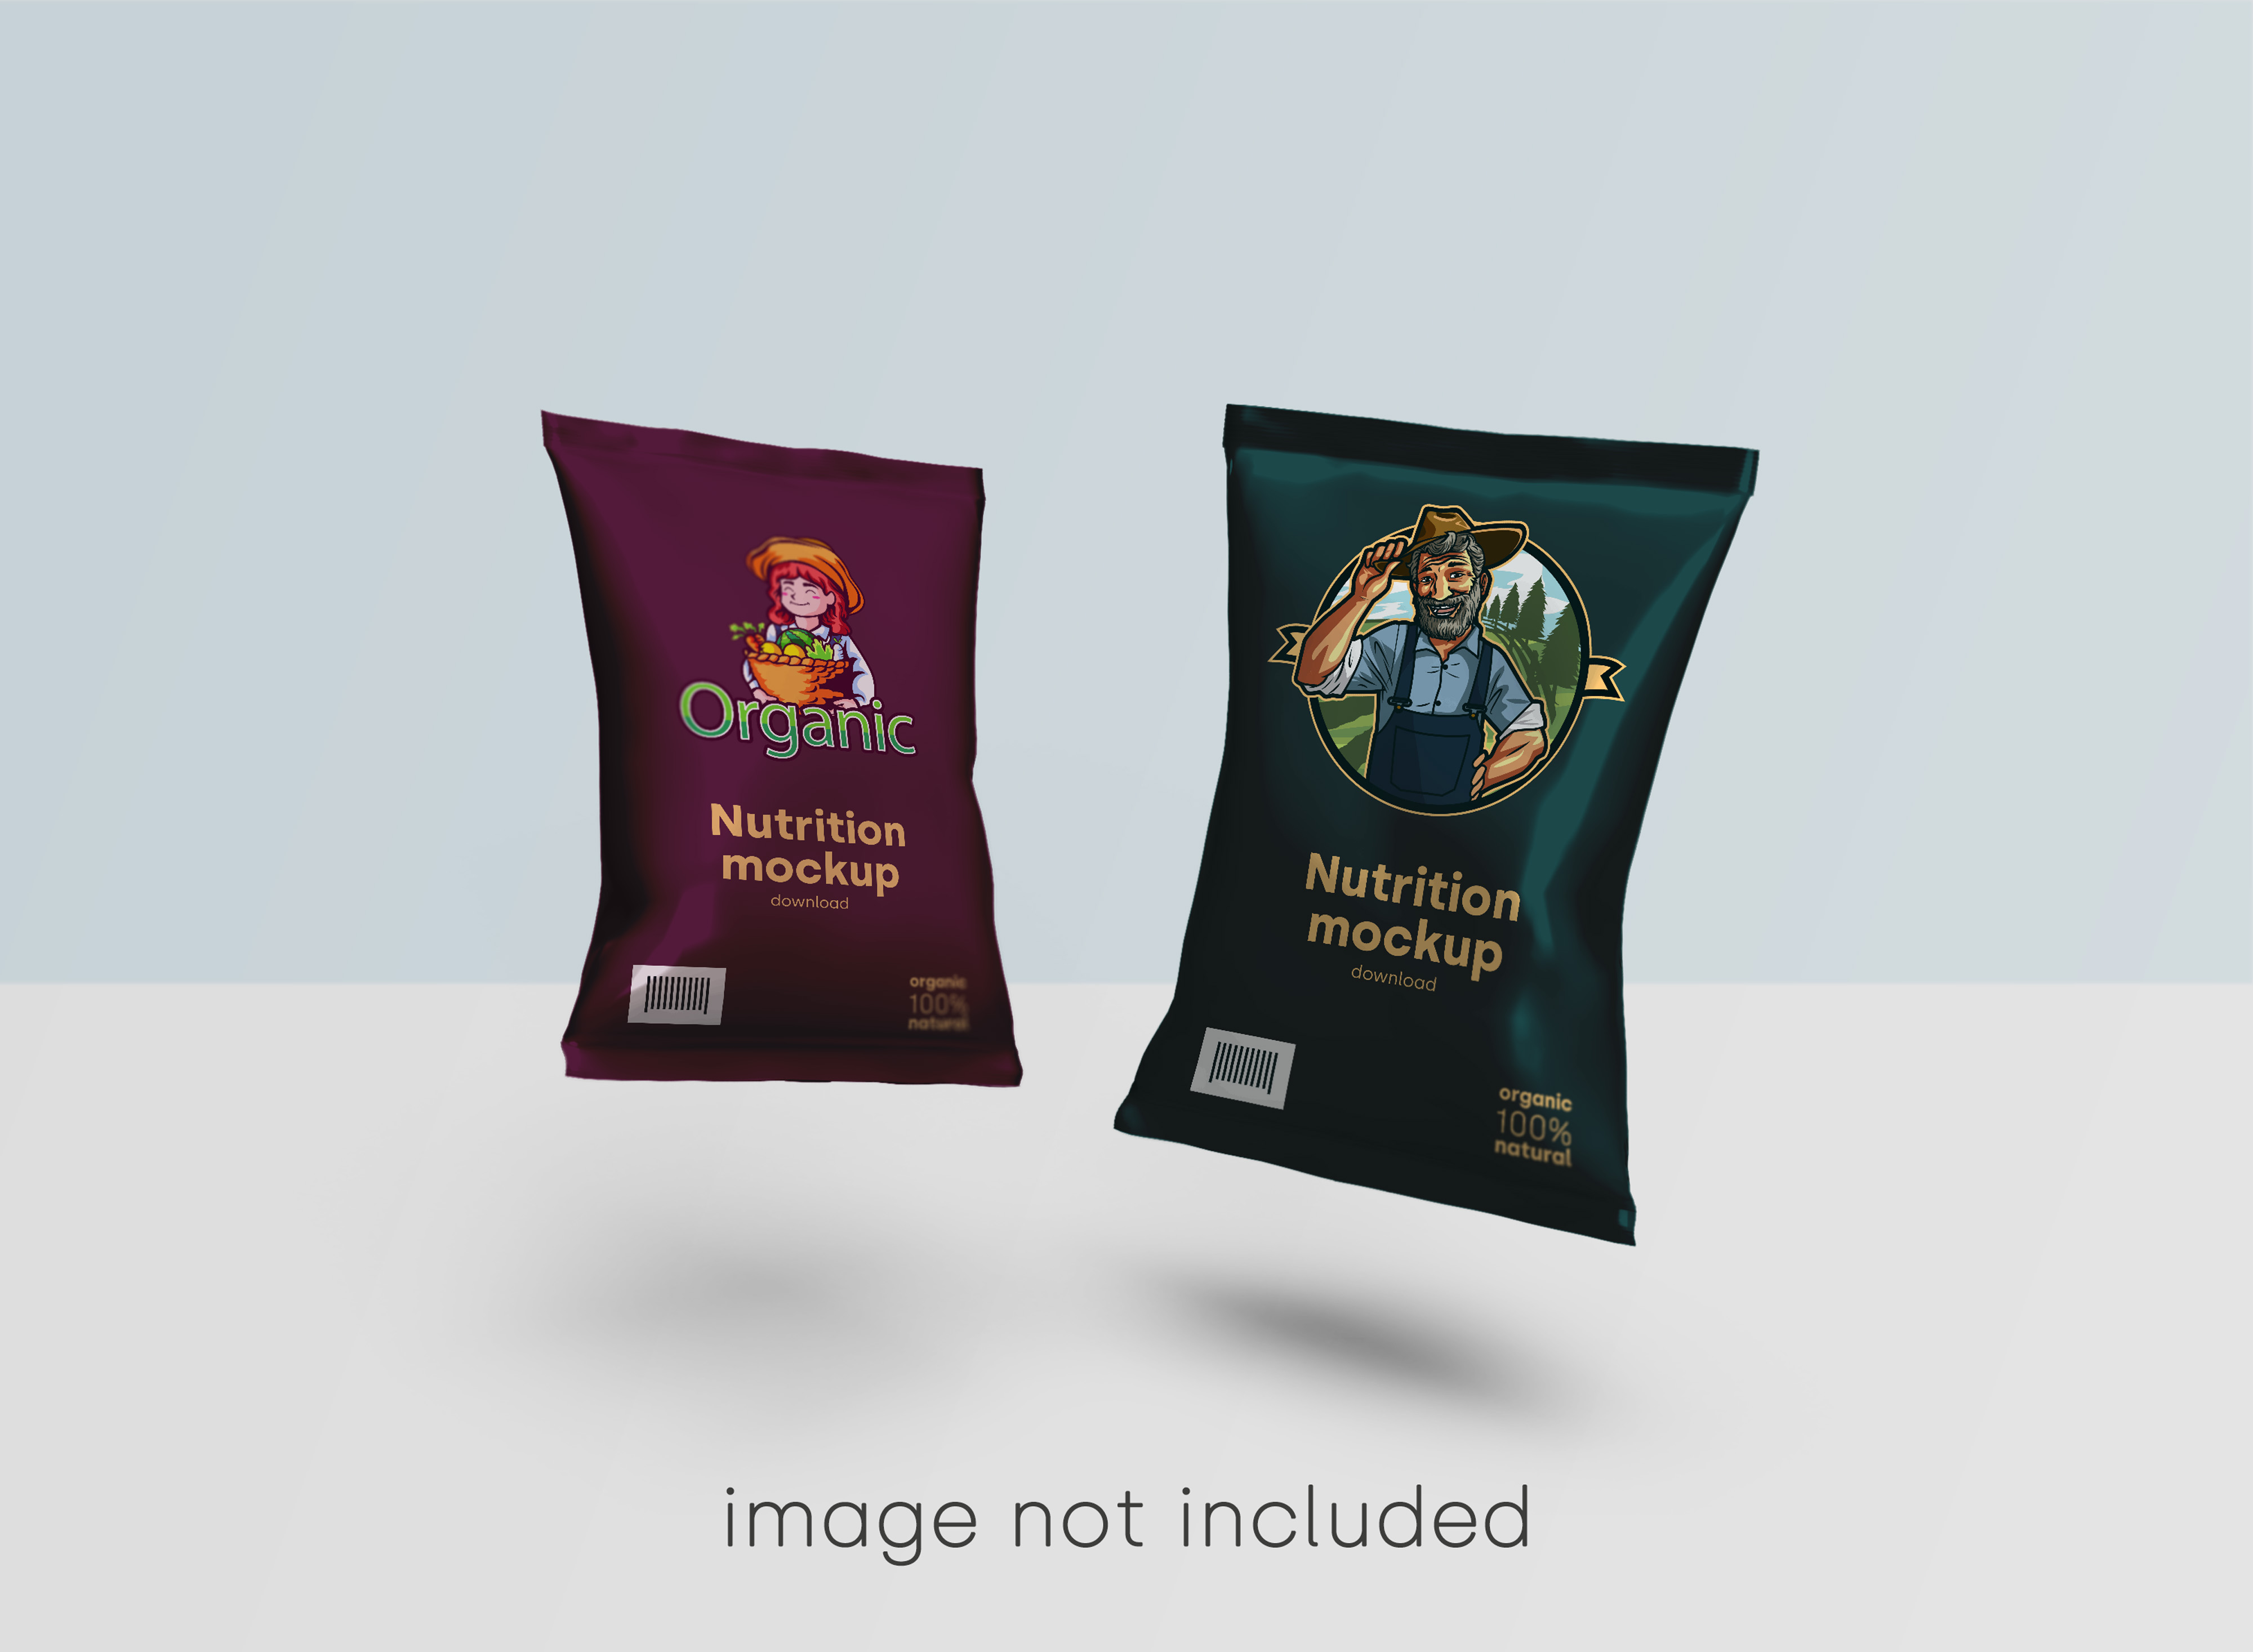 Organic
Nutrition
mockup
download
organic
100%
natural
Nutrition
mockup
download
organic
100%
natural
image not included